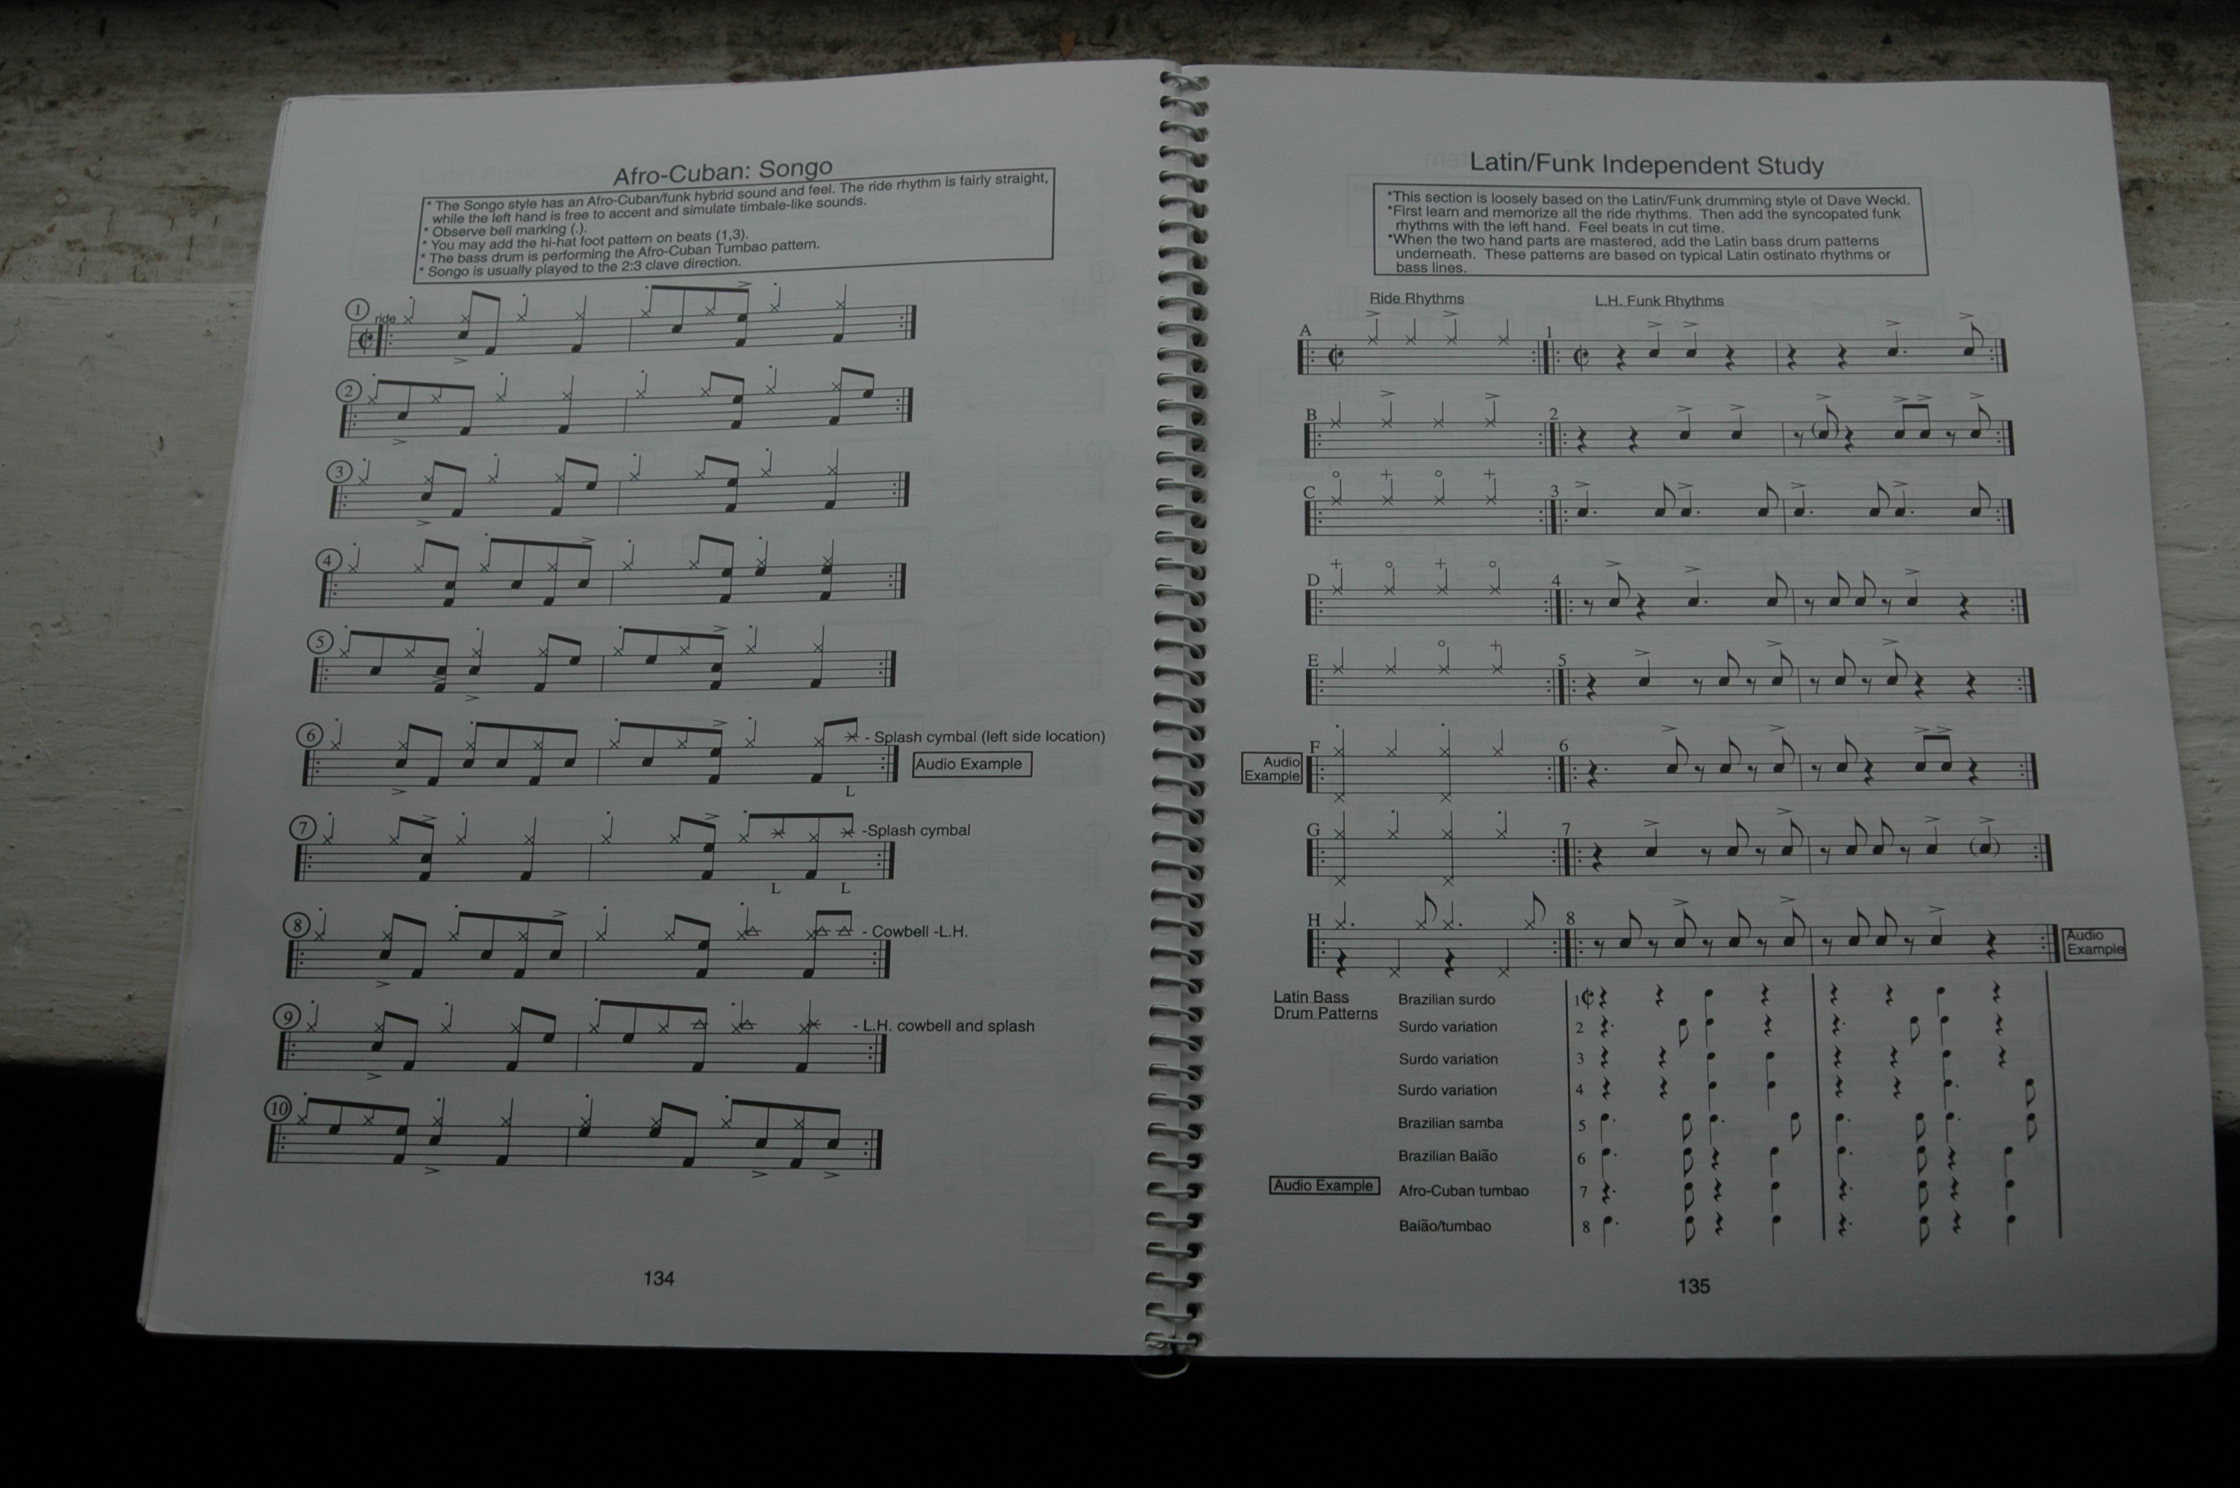 Afro-Cuban: Songo
* The Songo style has an Afro-Cuban/funk hybrid sound and feel. The ride rhythm is fairly straight,
while the left hand is free to accent and simulate timbale-like sounds.
* Observe bell marking (.).
* You may add the hi-hat foot pattern on beats (1,3).
* The bass drum is performing the Afro-Cuban Tumbao pattern.
* Songo is usually played to the 2:3 clave direction.
1
ride
2
3
4
5
6
- Splash cymbal (left side location)
Audio Example
L
7
-Splash cymbal
L L
8
- Cowbell -L.H.
9
- L.H. cowbell and splash
10
134
Latin/Funk Independent Study
*This section is loosely based on the Latin/Funk drumming style of Dave Weckl.
*First learn and memorize all the ride rhythms. Then add the syncopated funk
rhythms with the left hand. Feel beats in cut time.
*When the two hand parts are mastered, add the Latin bass drum patterns
underneath. These patterns are based on typical Latin ostinato rhythms or
bass lines.
Ride Rhythms L.H. Funk Rhythms
A 1
B 2
C 3
D 4
E 5
F 6
Audio
Example
G 7
H 8
Audio
Example
Latin Bass
Drum Patterns
Brazilian surdo 1
Surdo variation 2
Surdo variation 3
Surdo variation 4
Brazilian samba 5
Brazilian Baião 6
Audio Example Afro-Cuban tumbao 7
Baião/tumbao 8
135